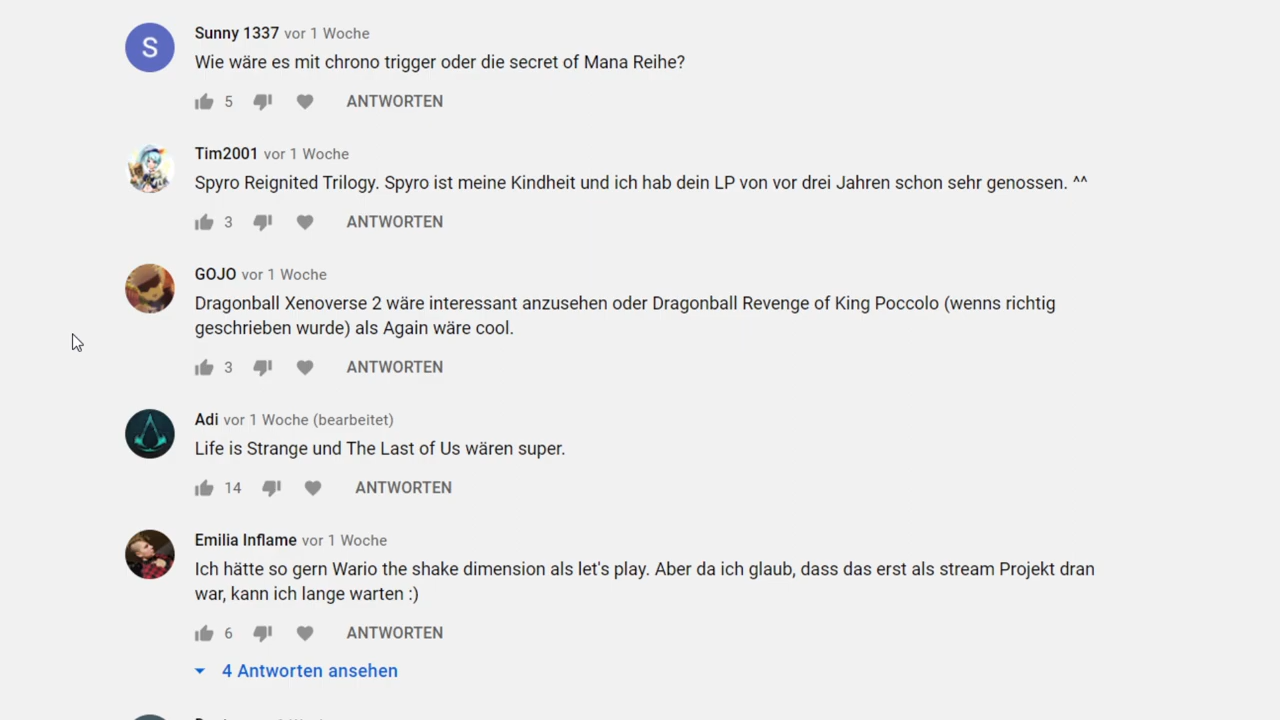 S
Sunny 1337 vor 1 Woche
Wie wäre es mit chrono trigger oder die secret of Mana Reihe?
5 ANTWORTEN
Tim2001 vor 1 Woche
Spyro Reignited Trilogy. Spyro ist meine Kindheit und ich hab dein LP von vor drei Jahren schon sehr genossen. ^^
3 ANTWORTEN
GOJO vor 1 Woche
Dragonball Xenoverse 2 wäre interessant anzusehen oder Dragonball Revenge of King Poccolo (wenns richtig
geschrieben wurde) als Again wäre cool.
3 ANTWORTEN
Adi vor 1 Woche (bearbeitet)
Life is Strange und The Last of Us wären super.
14 ANTWORTEN
Emilia Inflame vor 1 Woche
Ich hätte so gern Wario the shake dimension als let's play. Aber da ich glaub, dass das erst als stream Projekt dran
war, kann ich lange warten :)
6 ANTWORTEN
4 Antworten ansehen